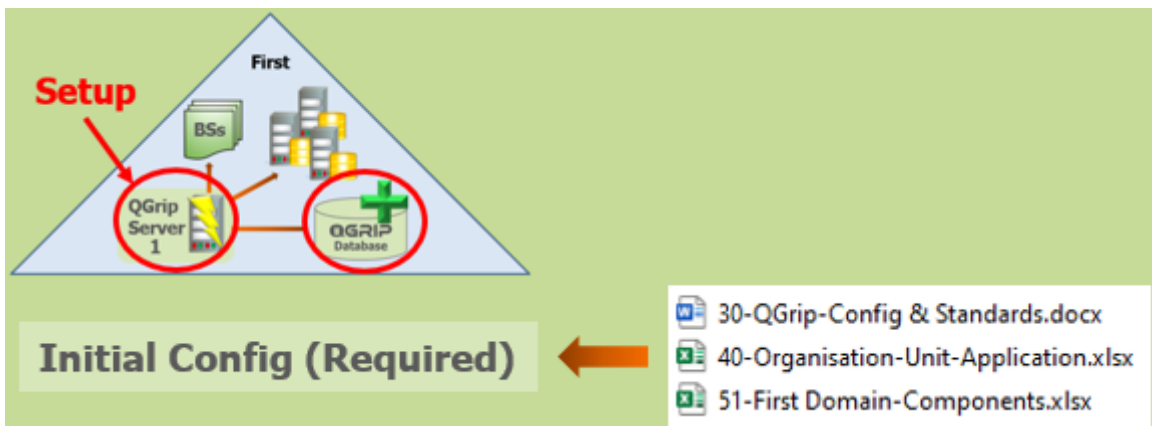 First
Setup
BSs
QGrip
Server
1
QGRIP
Database
30-QGrip-Config & Standards.docx
Initial Config (Required)
40-Organisation-Unit-Application.xlsx
51-First Domain-Components.xlsx